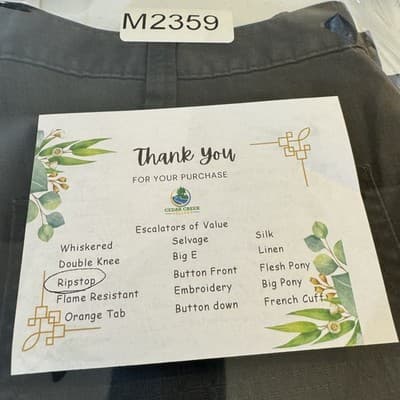 M2359
Thank You
FOR YOUR PURCHASE
CEDAR CREEK
Escalators of Value
Whiskered
Double Knee
Ripstop
Flame Resistant
Orange Tab
Selvage
Big E
Button Front
Embroidery
Button down
Silk
Linen
Flesh Pony
Big Pony
French Cuff